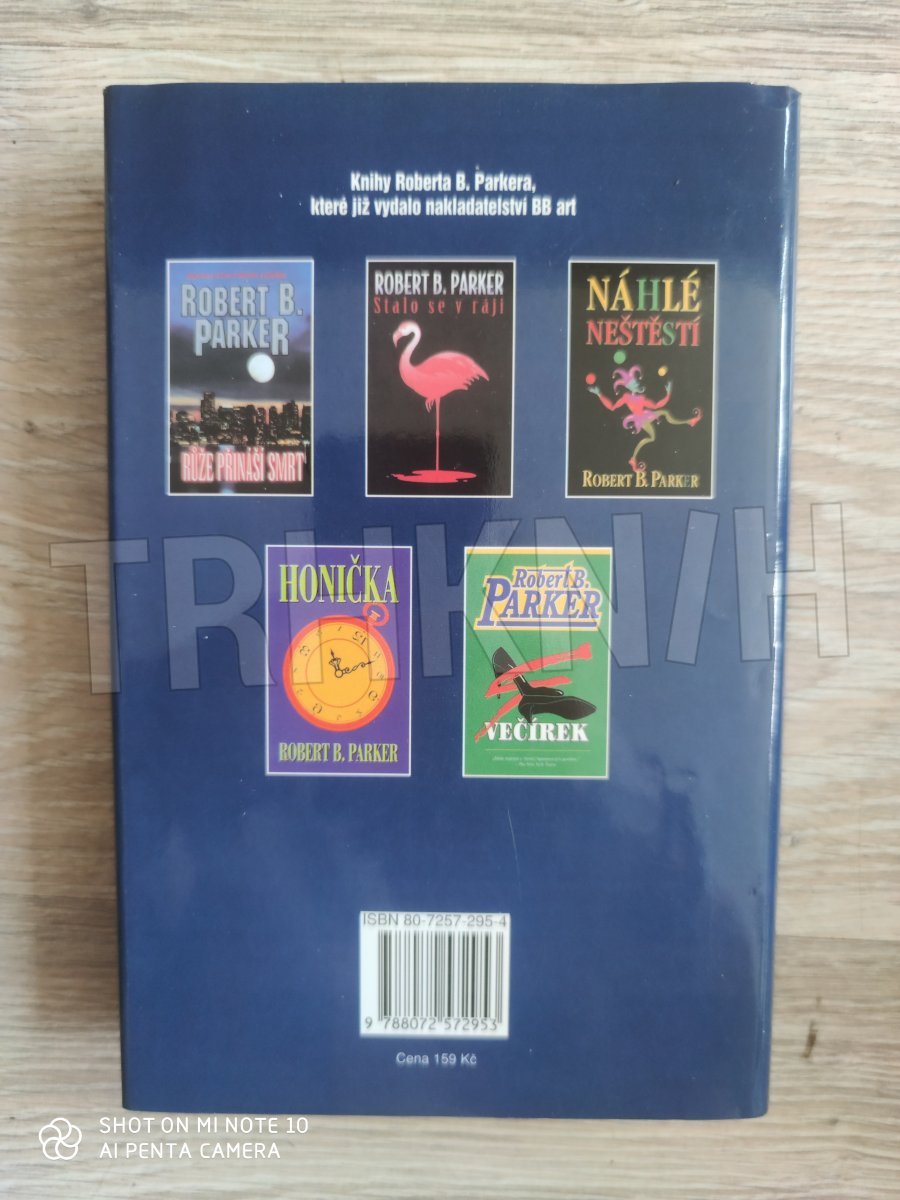 Knihy Roberta B. Parkera,
které již vydalo nakladatelství BB art
ROBERT B.
PARKER
RŮŽE PŘINÁŠÍ SMRT
ROBERT B. PARKER
Stalo se v ráji
NÁHLÉ
NEŠTĚSTÍ
ROBERT B. PARKER
HONIČKA
ROBERT B. PARKER
Robert B.
PARKER
VEČÍREK
TRHKNIH
ISBN 80-7257-295-4
9 788072 572953
Cena 159 Kč
SHOT ON MI NOTE 10
AI PENTA CAMERA